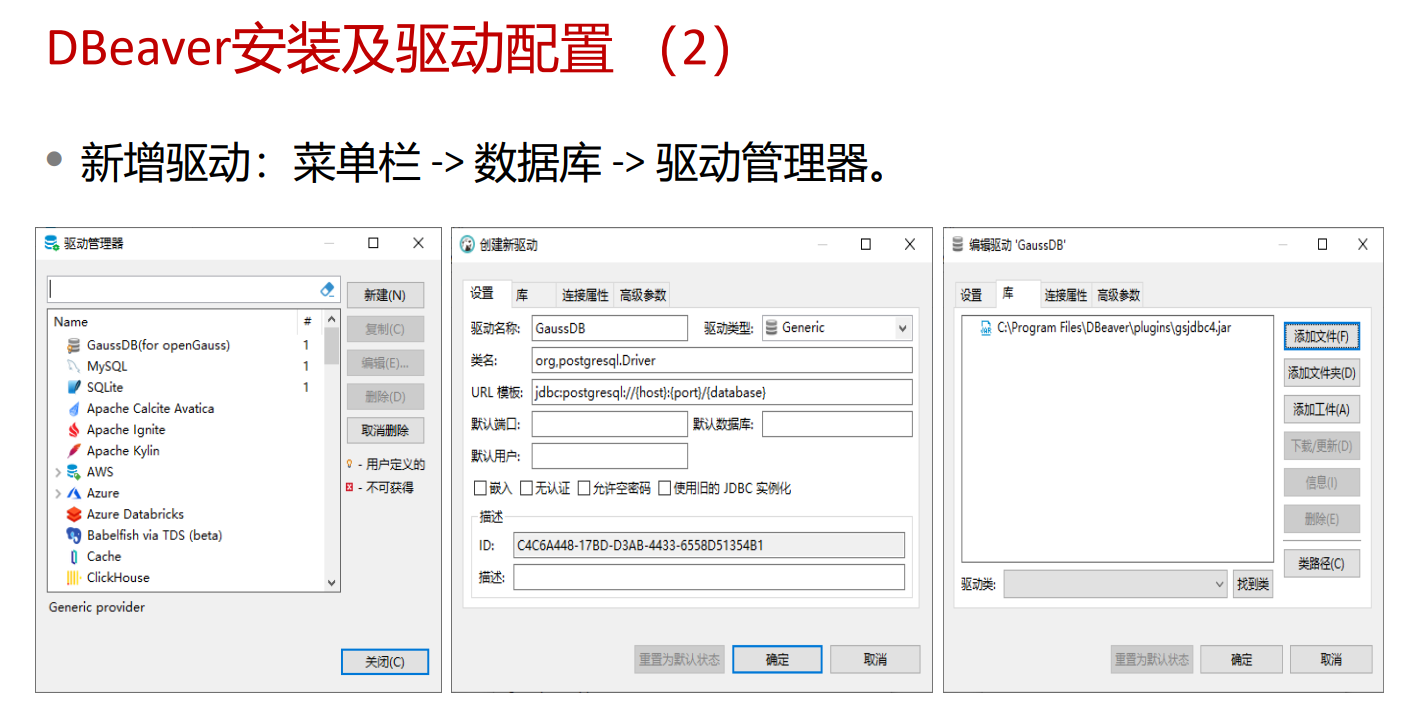 DBeaver安装及驱动配置 （2）
• 新增驱动：菜单栏 -> 数据库 -> 驱动管理器。
驱动管理器
新建(N)
Name #
复制(C)
GaussDB(for openGauss) 1
MySQL 1
编辑(E)...
SQLite 1
删除(D)
Apache Calcite Avatica
Apache Ignite
取消删除
Apache Kylin
AWS
- 用户定义的
Azure
- 不可获得
Azure Databricks
Babelfish via TDS (beta)
Cache
ClickHouse
Generic provider
关闭(C)
创建新驱动
设置 库 连接属性 高级参数
驱动名称: GaussDB 驱动类型: Generic
类名: org,postgresql.Driver
URL 模板: jdbc:postgresql://{host}:{port}/{database}
默认端口: 默认数据库:
默认用户:
嵌入 无认证 允许空密码 使用旧的 JDBC 实例化
描述
ID: C4C6A448-17BD-D3AB-4433-6558D51354B1
描述:
重置为默认状态 确定 取消
编辑驱动 'GaussDB'
设置 库 连接属性 高级参数
C:\Program Files\DBeaver\plugins\gsjdbc4.jar
添加文件(F)
添加文件夹(D)
添加工件(A)
下载/更新(D)
信息(I)
删除(E)
类路径(C)
驱动类: 找到类
重置为默认状态 确定 取消